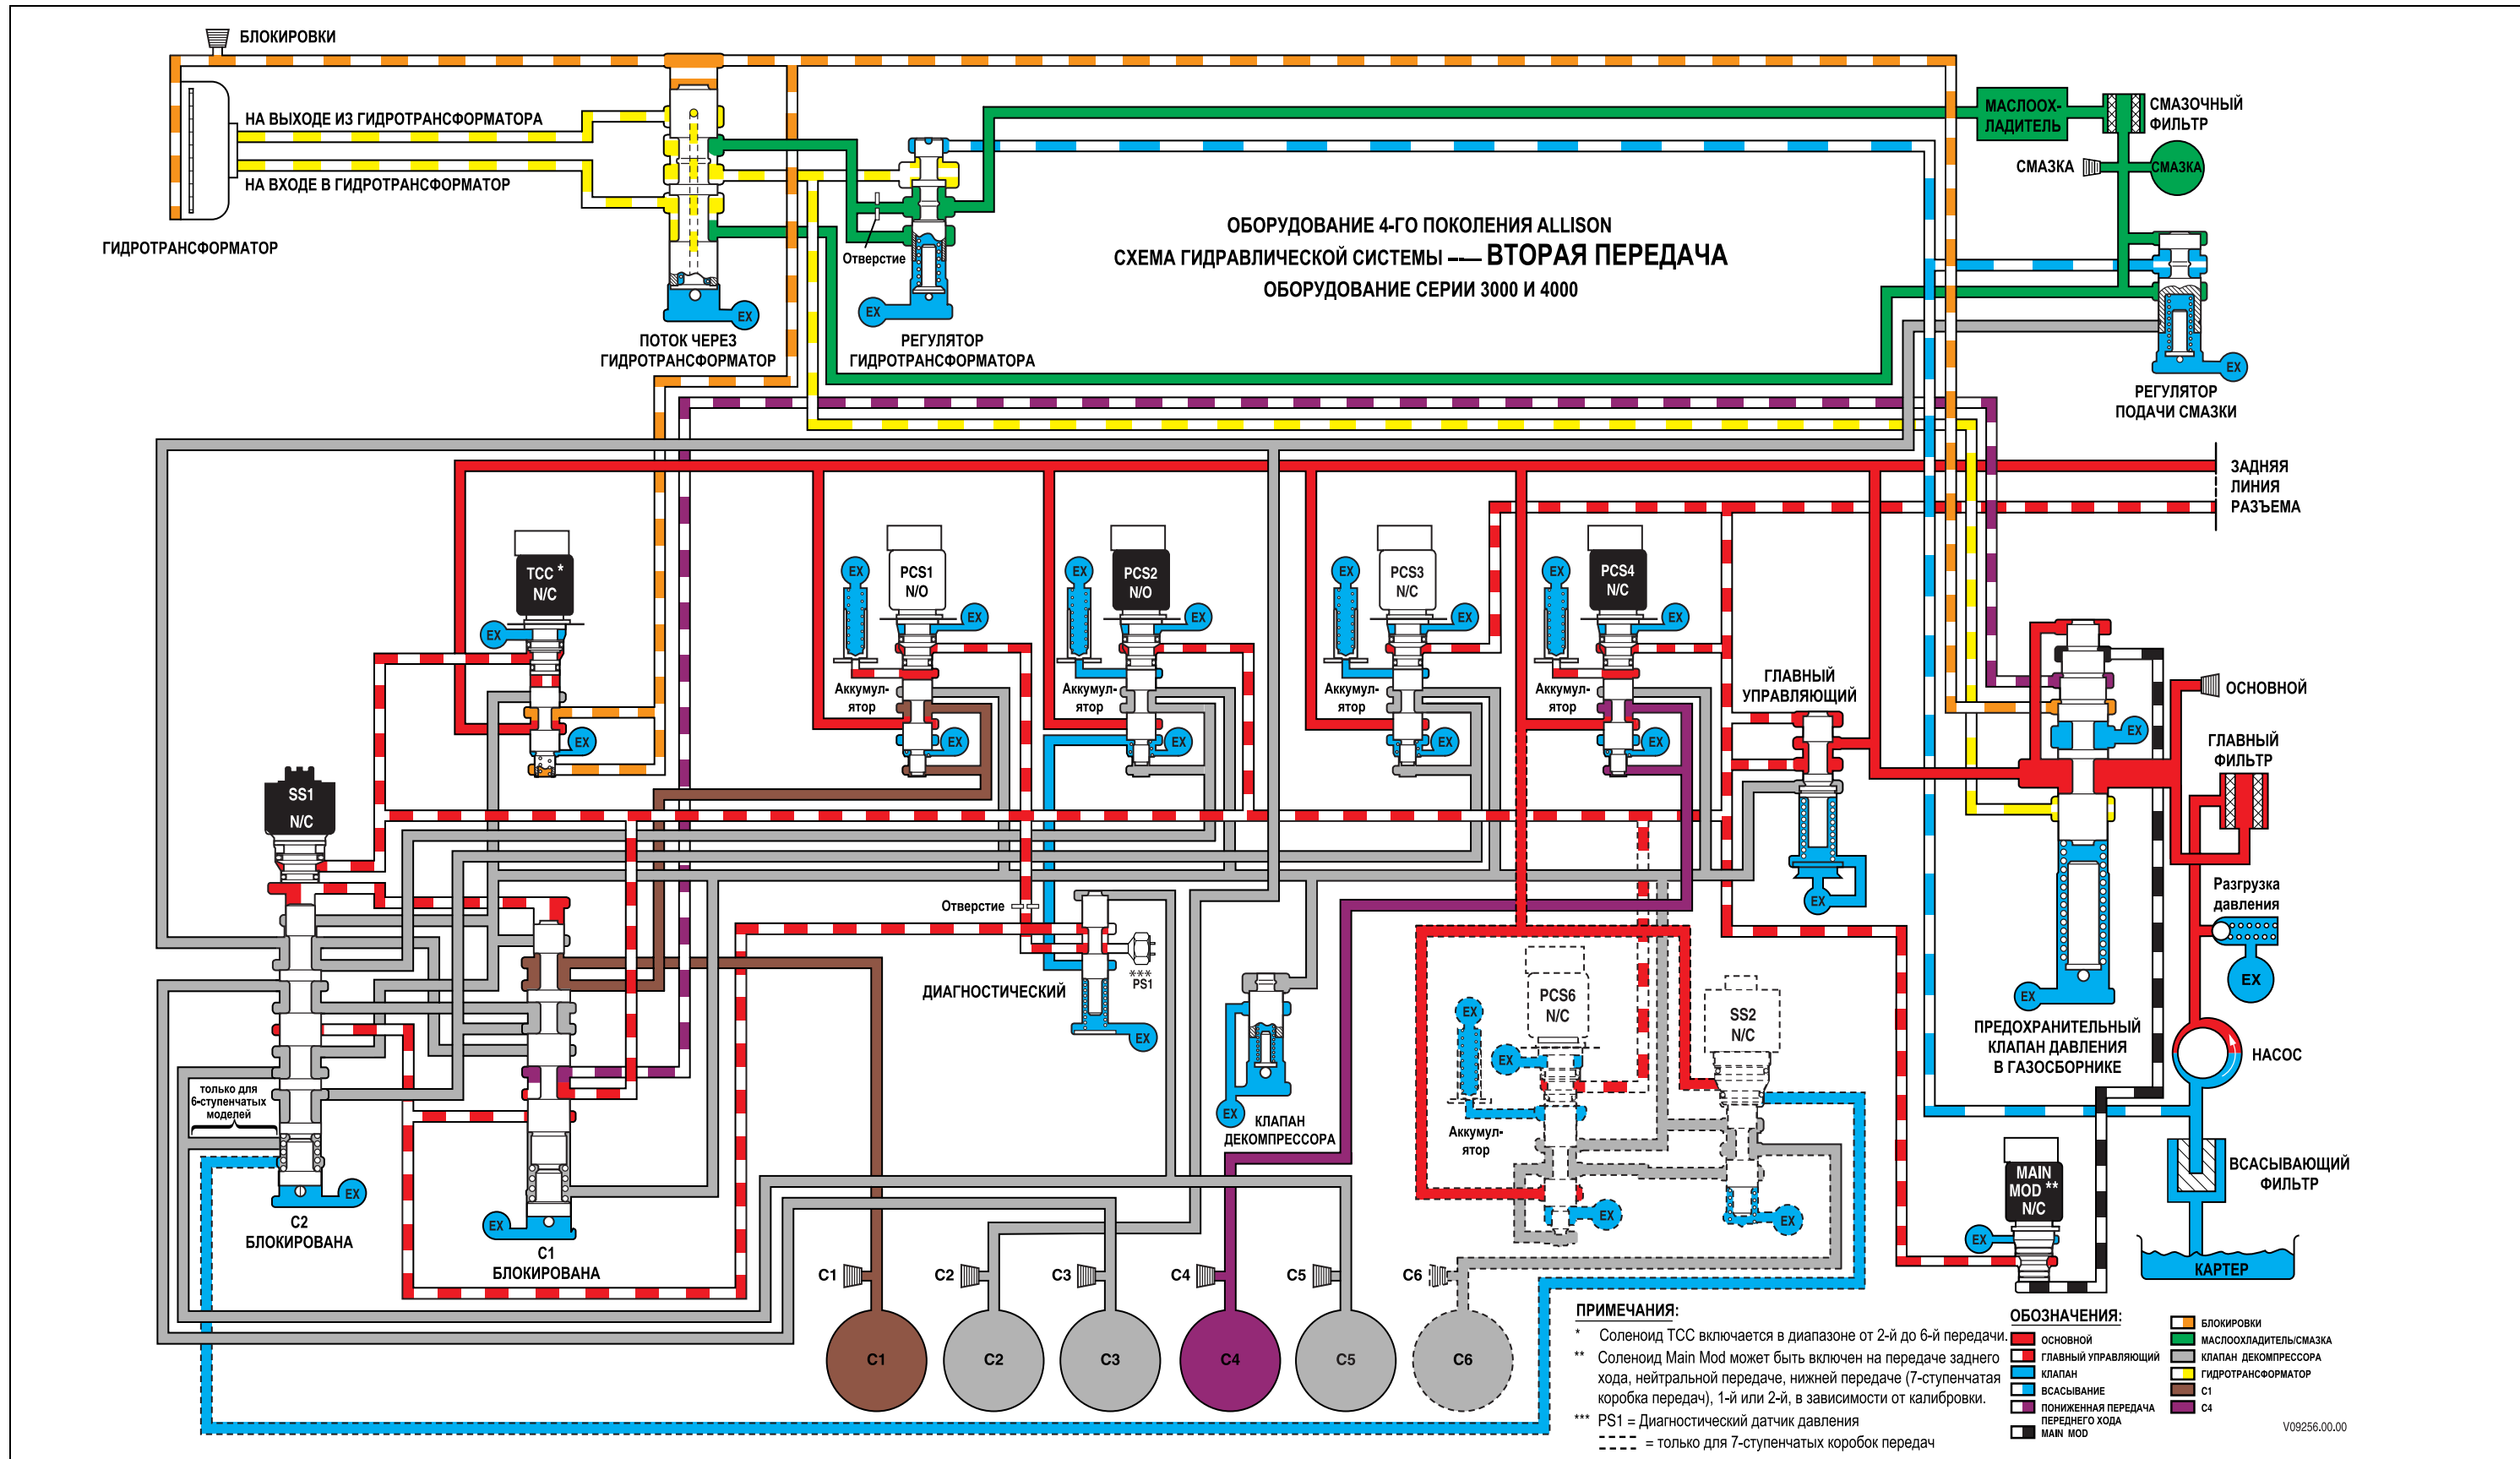 БЛОКИРОВКИ
НА ВЫХОДЕ ИЗ ГИДРОТРАНСФОРМАТОРА
НА ВХОДЕ В ГИДРОТРАНСФОРМАТОР
ГИДРОТРАНСФОРМАТОР
EX
ПОТОК ЧЕРЕЗ
ГИДРОТРАНСФОРМАТОР
Отверстие
EX
РЕГУЛЯТОР
ГИДРОТРАНСФОРМАТОРА
ОБОРУДОВАНИЕ 4-ГО ПОКОЛЕНИЯ ALLISON
СХЕМА ГИДРАВЛИЧЕСКОЙ СИСТЕМЫ –— ВТОРАЯ ПЕРЕДАЧА
ОБОРУДОВАНИЕ СЕРИИ 3000 И 4000
МАСЛООХ-
ЛАДИТЕЛЬ
СМАЗОЧНЫЙ
ФИЛЬТР
СМАЗКА
СМАЗКА
EX
РЕГУЛЯТОР
ПОДАЧИ СМАЗКИ
ЗАДНЯЯ
ЛИНИЯ
РАЗЪЕМА
TCC *
N/C
EX
EX
EX
PCS1
N/O
EX
Аккумул-
ятор
EX
EX
PCS2
N/O
EX
Аккумул-
ятор
EX
EX
PCS3
N/C
EX
Аккумул-
ятор
EX
EX
PCS4
N/C
EX
Аккумул-
ятор
EX
ГЛАВНЫЙ
УПРАВЛЯЮЩИЙ
EX
EX
ОСНОВНОЙ
ГЛАВНЫЙ
ФИЛЬТР
Разгрузка
давления
EX
EX
ПРЕДОХРАНИТЕЛЬНЫЙ
КЛАПАН ДАВЛЕНИЯ
В ГАЗОСБОРНИКЕ
НАСОС
SS1
N/C
только для
6-ступенчатых
моделей
EX
C2
БЛОКИРОВАНА
EX
C1
БЛОКИРОВАНА
Отверстие
***
PS1
ДИАГНОСТИЧЕСКИЙ
EX
EX
КЛАПАН
ДЕКОМПРЕССОРА
PCS6
N/C
EX
EX
Аккумул-
ятор
EX
SS2
N/C
EX
MAIN
MOD **
N/C
EX
ВСАСЫВАЮЩИЙ
ФИЛЬТР
КАРТЕР
C1
C2
C3
C4
C5
C6
C1
C2
C3
C4
C5
C6
ПРИМЕЧАНИЯ:
* Соленоид TCC включается в диапазоне от 2-й до 6-й передачи.
** Соленоид Main Mod может быть включен на передаче заднего
хода, нейтральной передаче, нижней передаче (7-ступенчатая
коробка передач), 1-й или 2-й, в зависимости от калибровки.
*** PS1 = Диагностический датчик давления
= только для 7-ступенчатых коробок передач
ОБОЗНАЧЕНИЯ:
ОСНОВНОЙ
ГЛАВНЫЙ УПРАВЛЯЮЩИЙ
КЛАПАН
ВСАСЫВАНИЕ
ПОНИЖЕННАЯ ПЕРЕДАЧА
ПЕРЕДНЕГО ХОДА
MAIN MOD
БЛОКИРОВКИ
МАСЛООХЛАДИТЕЛЬ/СМАЗКА
КЛАПАН ДЕКОМПРЕССОРА
ГИДРОТРАНСФОРМАТОР
C1
C4
V09256.00.00